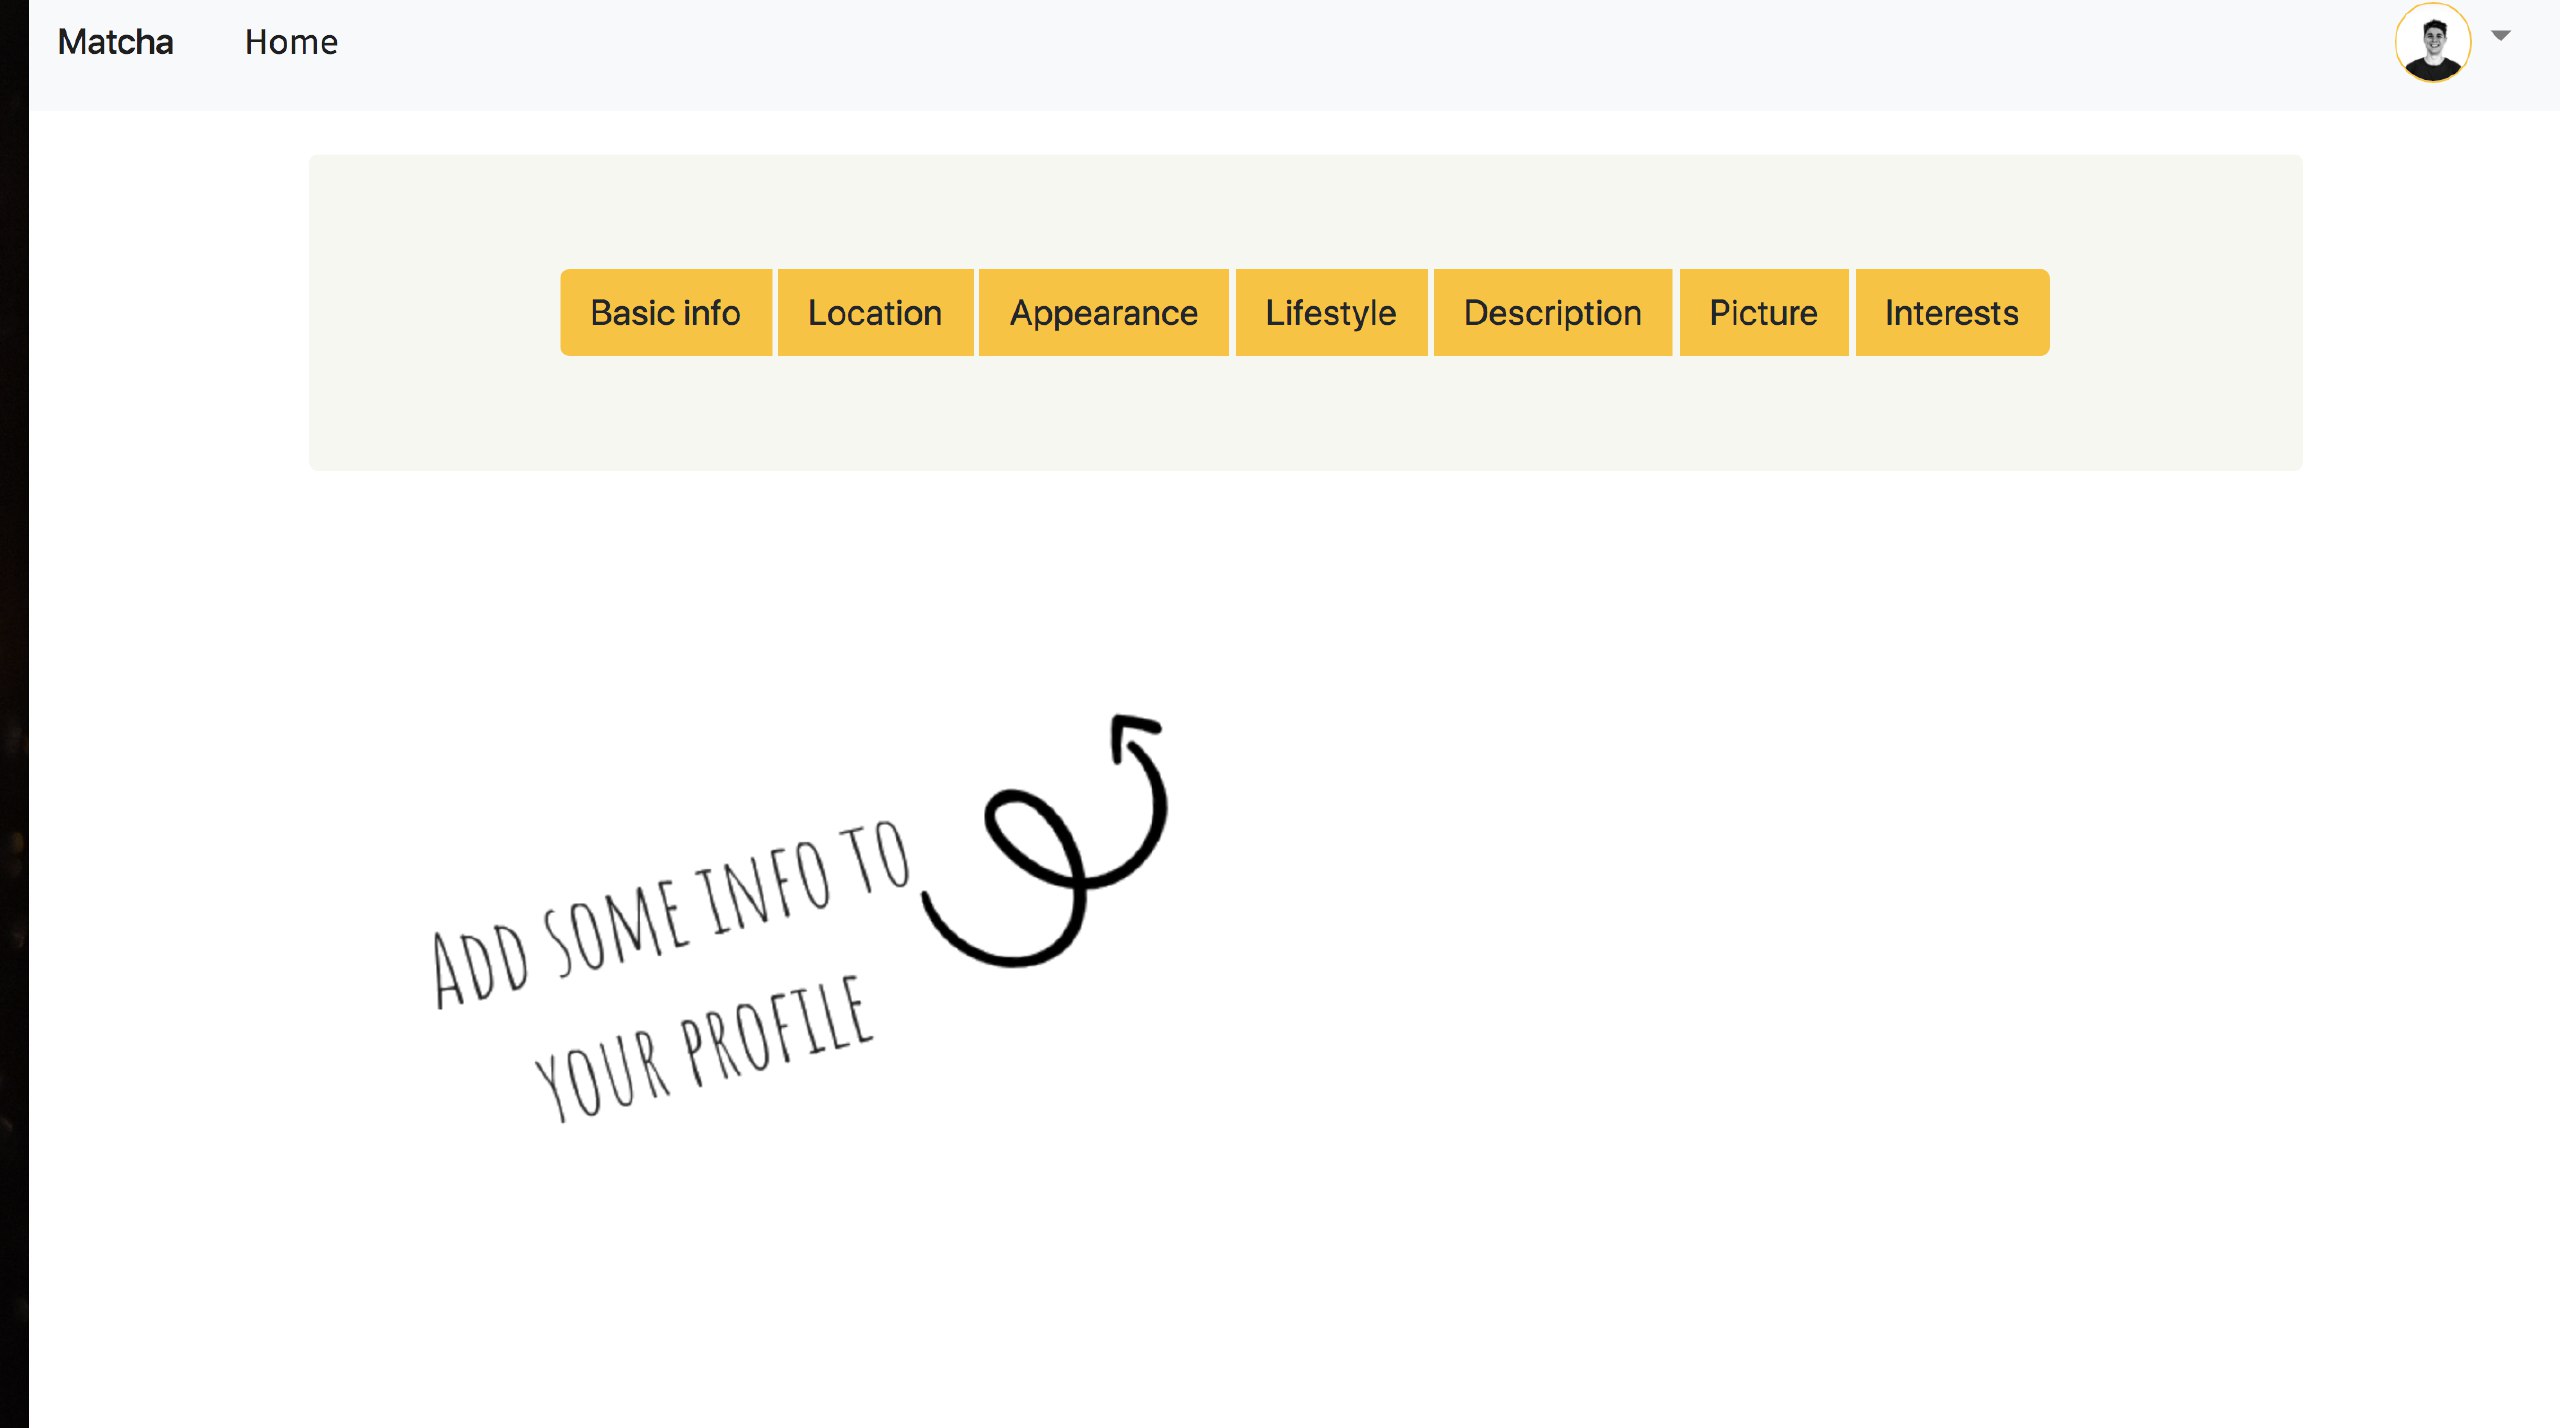 Matcha Home
Basic info Location Appearance Lifestyle Description Picture Interests
ADD SOME INFO TO
YOUR PROFILE